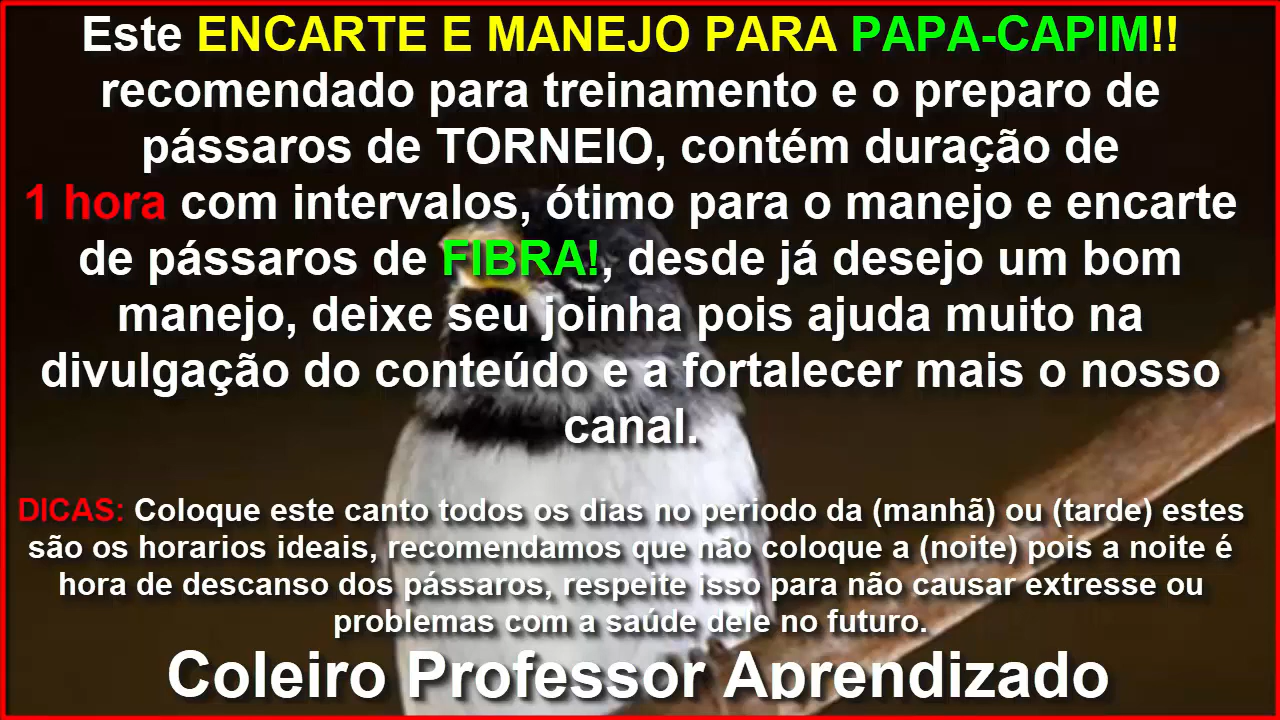 Este ENCARTE E MANEJO PARA PAPA-CAPIM!!
recomendado para treinamento e o preparo de
pássaros de TORNEIO, contém duração de
1 hora com intervalos, ótimo para o manejo e encarte
de pássaros de FIBRA!, desde já desejo um bom
manejo, deixe seu joinha pois ajuda muito na
divulgação do conteúdo e a fortalecer mais o nosso
canal.
DICAS: Coloque este canto todos os dias no periodo da (manhã) ou (tarde) estes
são os horarios ideais, recomendamos que não coloque a (noite) pois a noite é
hora de descanso dos pássaros, respeite isso para não causar extresse ou
problemas com a saúde dele no futuro.
Coleiro Professor Aprendizado